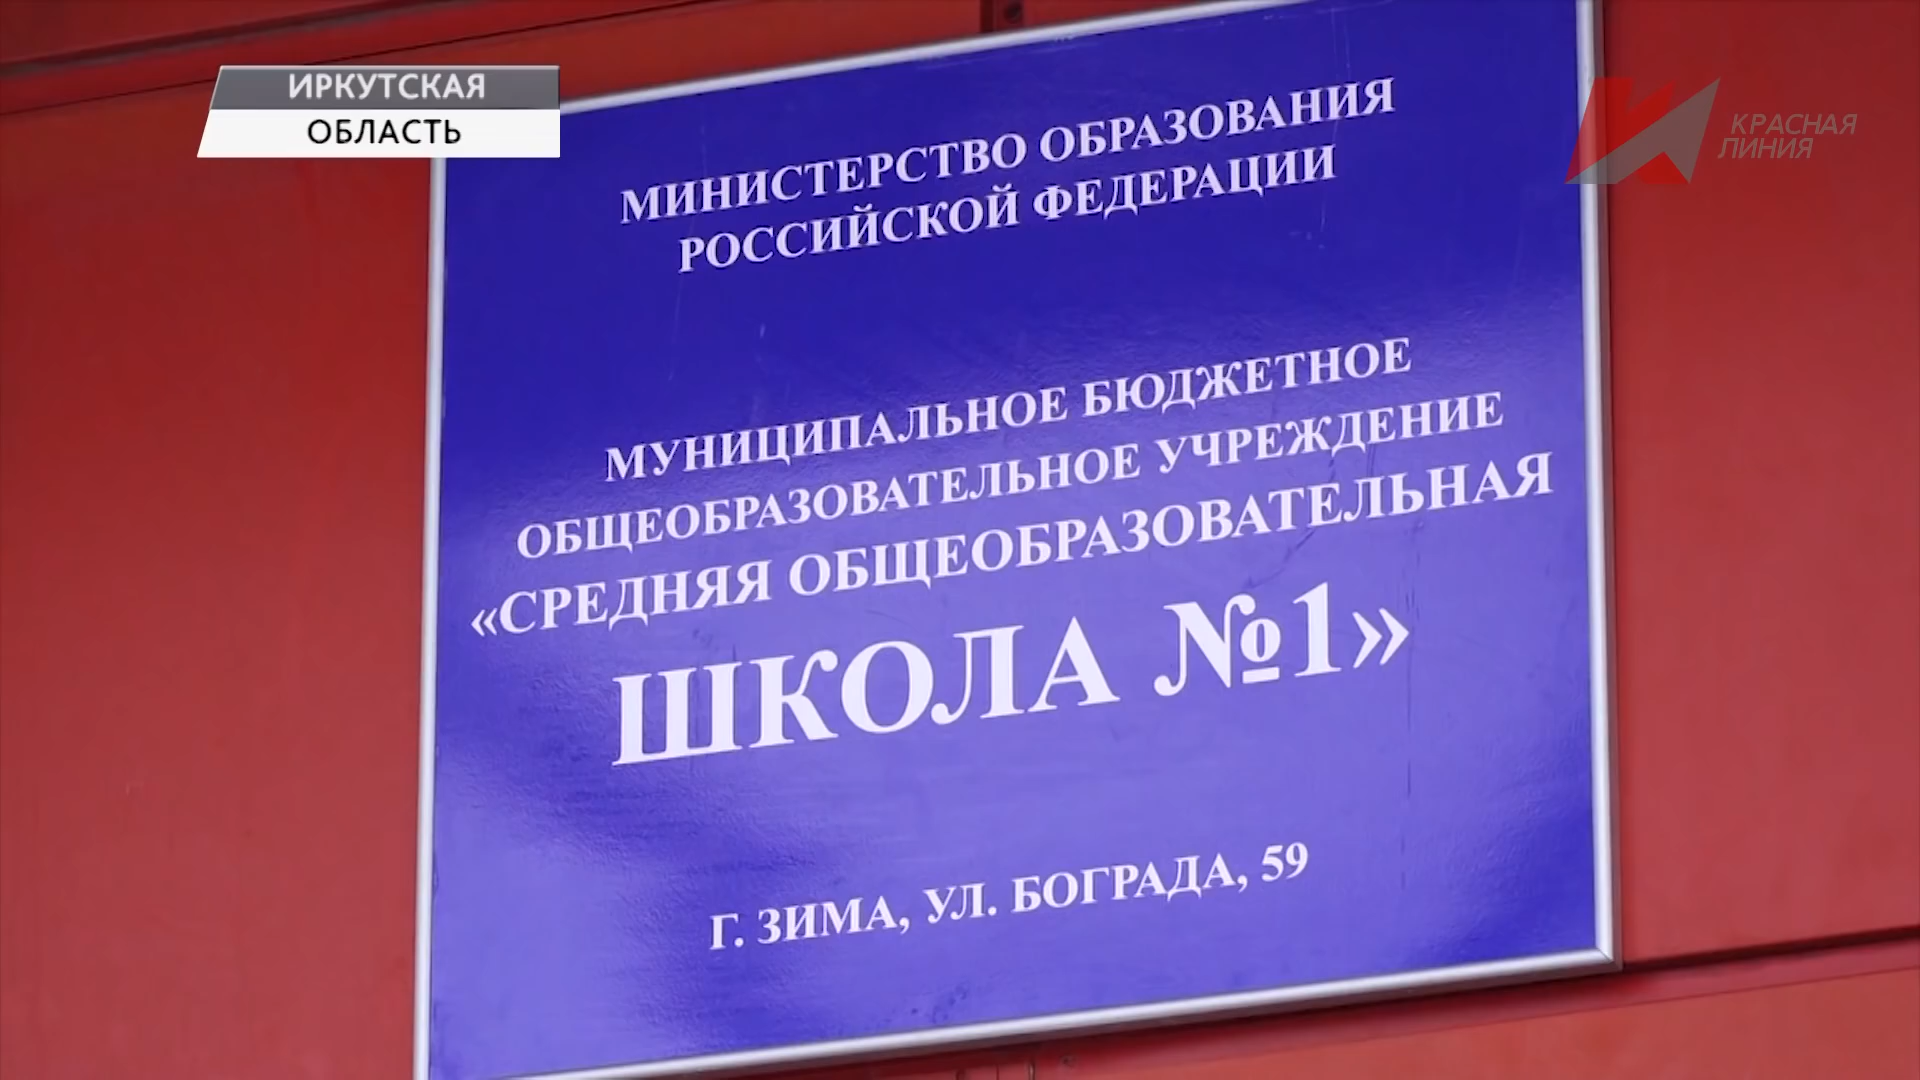 ИРКУТСКАЯ
ОБЛАСТЬ
КРАСНАЯ
ЛИНИЯ
МИНИСТЕРСТВО ОБРАЗОВАНИЯ
РОССИЙСКОЙ ФЕДЕРАЦИИ
МУНИЦИПАЛЬНОЕ БЮДЖЕТНОЕ
ОБЩЕОБРАЗОВАТЕЛЬНОЕ УЧРЕЖДЕНИЕ
«СРЕДНЯЯ ОБЩЕОБРАЗОВАТЕЛЬНАЯ
ШКОЛА №1»
Г. ЗИМА, УЛ. БОГРАДА, 59